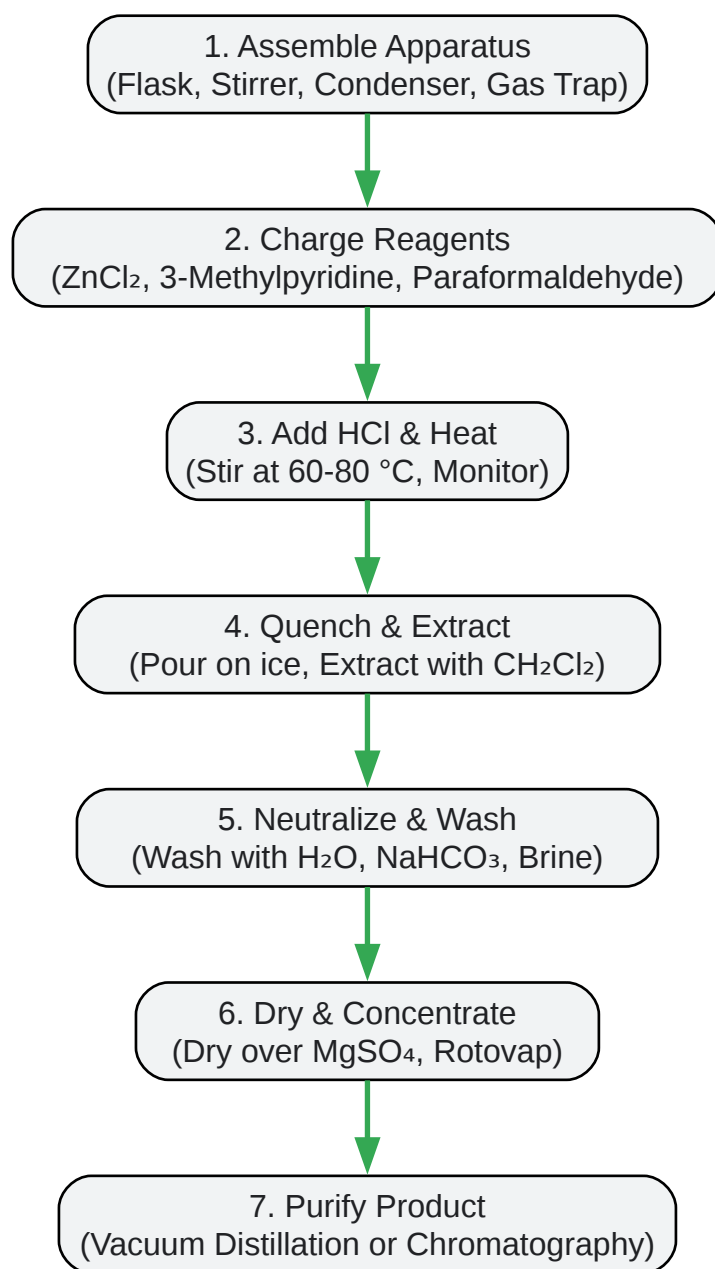 1. Assemble Apparatus
(Flask, Stirrer, Condenser, Gas Trap)
2. Charge Reagents
(ZnCl₂, 3-Methylpyridine, Paraformaldehyde)
3. Add HCl & Heat
(Stir at 60-80 °C, Monitor)
4. Quench & Extract
(Pour on ice, Extract with CH₂Cl₂)
5. Neutralize & Wash
(Wash with H₂O, NaHCO₃, Brine)
6. Dry & Concentrate
(Dry over MgSO₄, Rotovap)
7. Purify Product
(Vacuum Distillation or Chromatography)